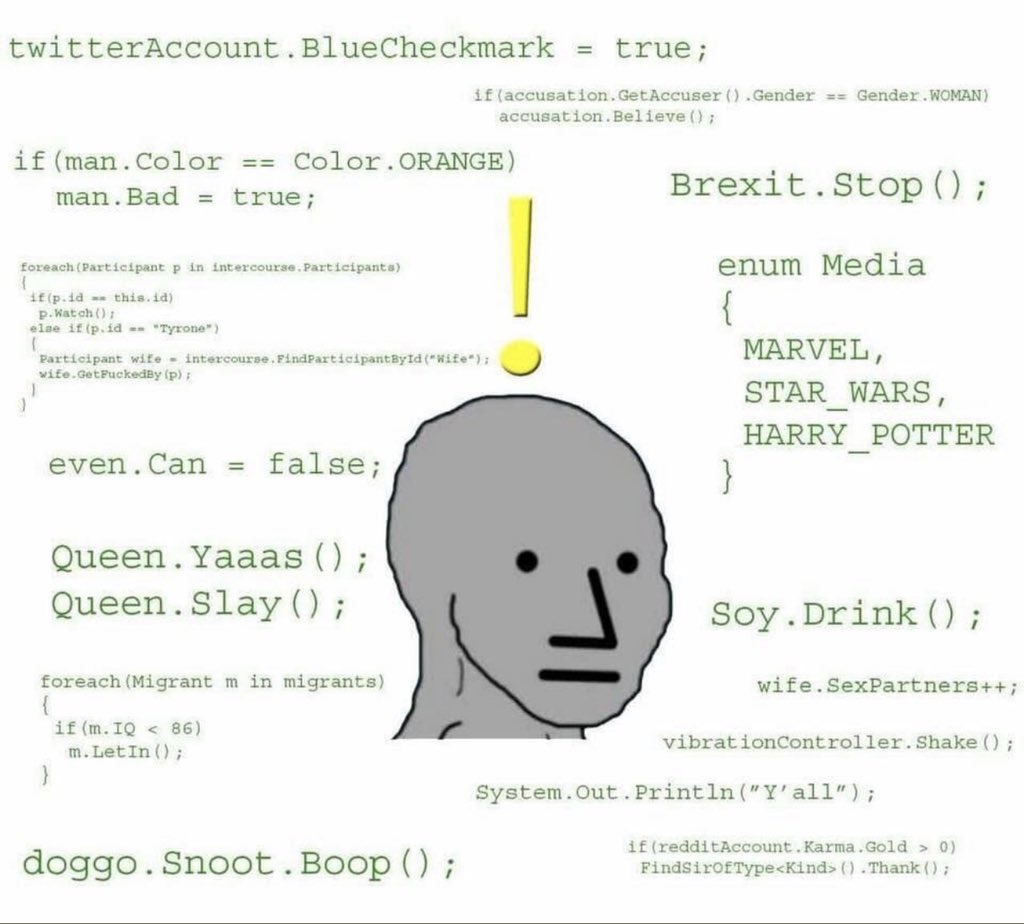 twitterAccount.BlueCheckmark = true;
if(accusation.GetAccuser().Gender == Gender.WOMAN)
accusation.Believe();
if(man.Color == Color.ORANGE)
man.Bad = true;
Brexit.Stop();
foreach(Participant p in intercourse.Participants)
{
if(p.id == this.id)
p.Watch();
else if(p.id == "Tyrone")
{
Participant wife = intercourse.FindParticipantById("Wife");
wife.GetFuckedBy(p);
}
}
!
enum Media
{
MARVEL,
STAR_WARS,
HARRY_POTTER
}
even.Can = false;
Queen.Yaaas();
Queen.Slay();
Soy.Drink();
foreach(Migrant m in migrants)
{
if(m.IQ < 86)
m.LetIn();
}
wife.SexPartners++;
vibrationController.Shake();
System.Out.Println("Y'all");
doggo.Snoot.Boop();
if(redditAccount.Karma.Gold > 0)
FindSirOfType<Kind>().Thank();